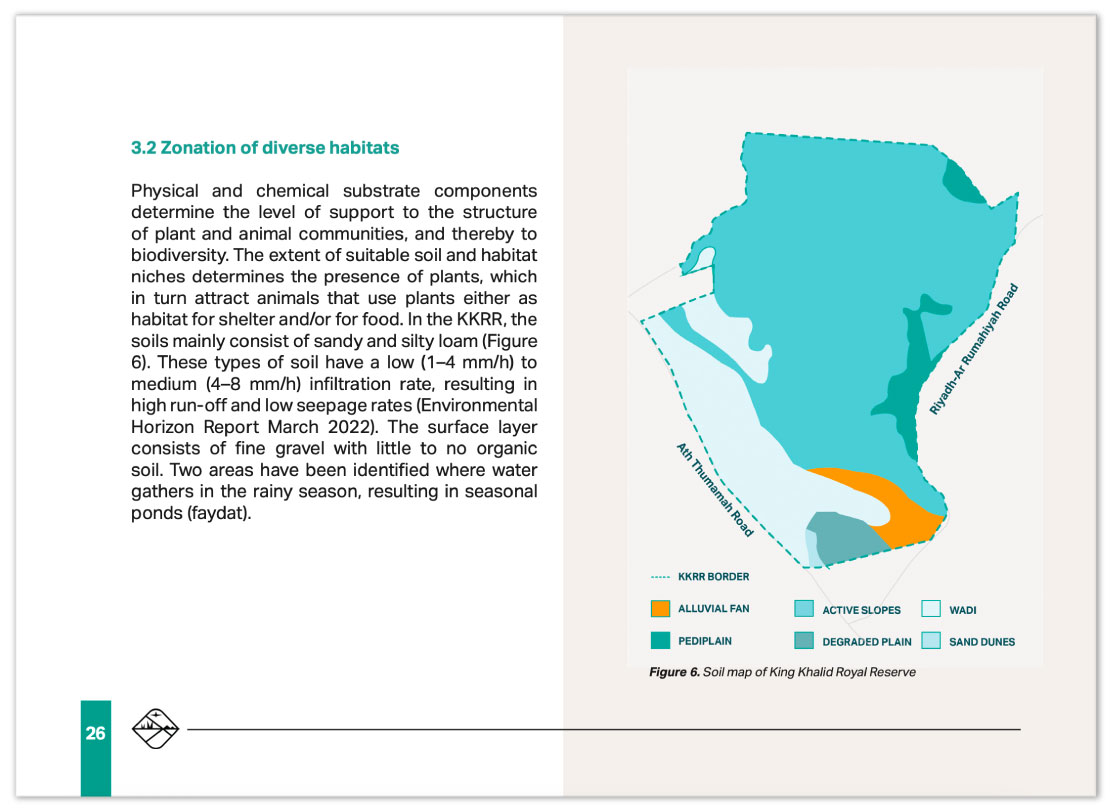 3.2 Zonation of diverse habitats
Physical and chemical substrate components
determine the level of support to the structure
of plant and animal communities, and thereby to
biodiversity. The extent of suitable soil and habitat
niches determines the presence of plants, which
in turn attract animals that use plants either as
habitat for shelter and/or for food. In the KKRR, the
soils mainly consist of sandy and silty loam (Figure
6). These types of soil have a low (1–4 mm/h) to
medium (4–8 mm/h) infiltration rate, resulting in
high run-off and low seepage rates (Environmental
Horizon Report March 2022). The surface layer
consists of fine gravel with little to no organic
soil. Two areas have been identified where water
gathers in the rainy season, resulting in seasonal
ponds (faydat).
26
Riyadh-Ar Rumahiyah Road
Ath Thumamah Road
KKRR BORDER
ALLUVIAL FAN
ACTIVE SLOPES
WADI
PEDIPLAIN
DEGRADED PLAIN
SAND DUNES
Figure 6. Soil map of King Khalid Royal Reserve